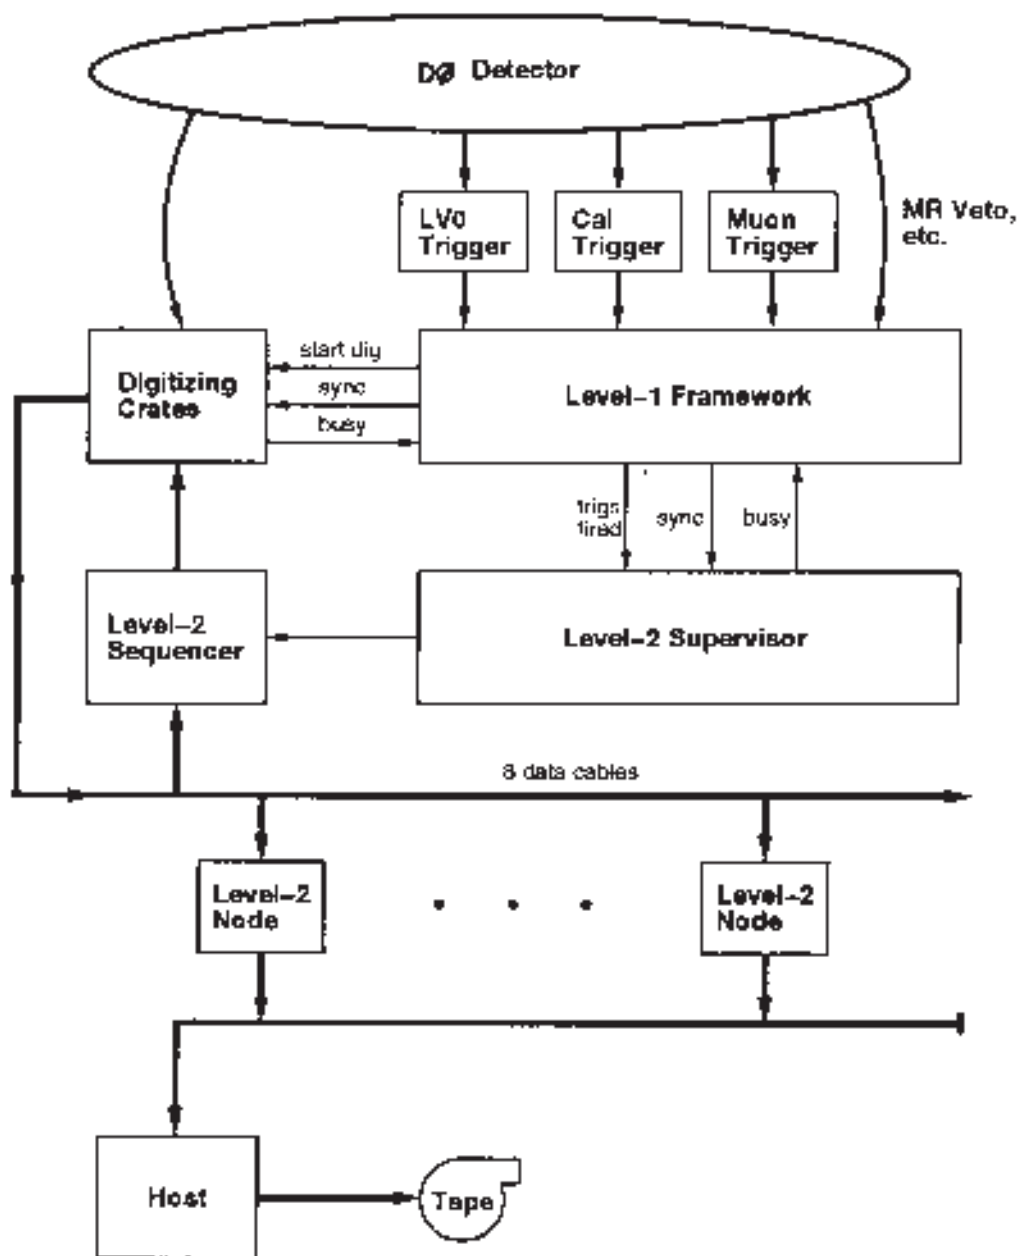 DØ Detector
LV0
Trigger
Cal
Trigger
Muon
Trigger
MR Veto,
etc.
Digitizing
Crates
start dig
sync
busy
Level-1 Framework
trigs
fired
sync
busy
Level-2
Sequencer
Level-2 Supervisor
8 data cables
Level-2
Node
Level-2
Node
Host
Tape